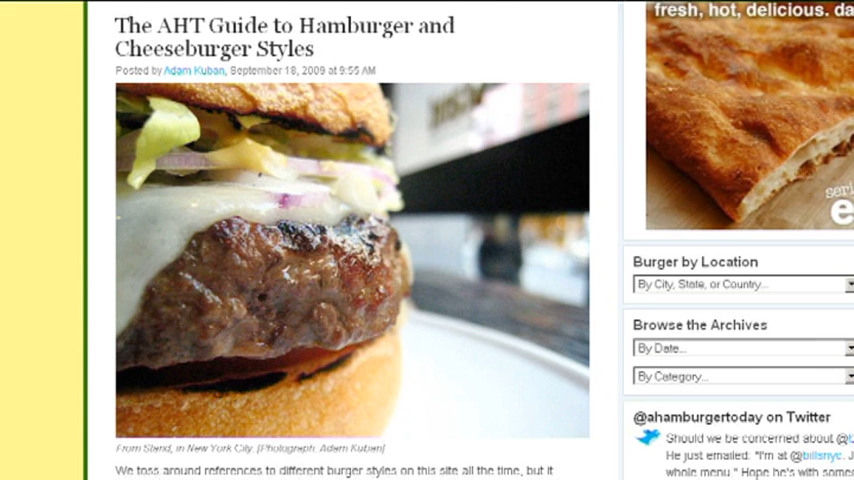 The AHT Guide to Hamburger and
Cheeseburger Styles
Posted by Adam Kuban, September 18, 2009 at 9:55 AM
From Stand, in New York City. [Photograph: Adam Kuban]
We toss around references to different burger styles on this site all the time, but it
fresh, hot, delicious. da
seri
e
Burger by Location
By City, State, or Country...
Browse the Archives
By Date...
By Category...
@ahamburgertoday on Twitter
Should we be concerned about
He just emailed: "I'm at @billsnyc. J
whole menu." Hope he's with some